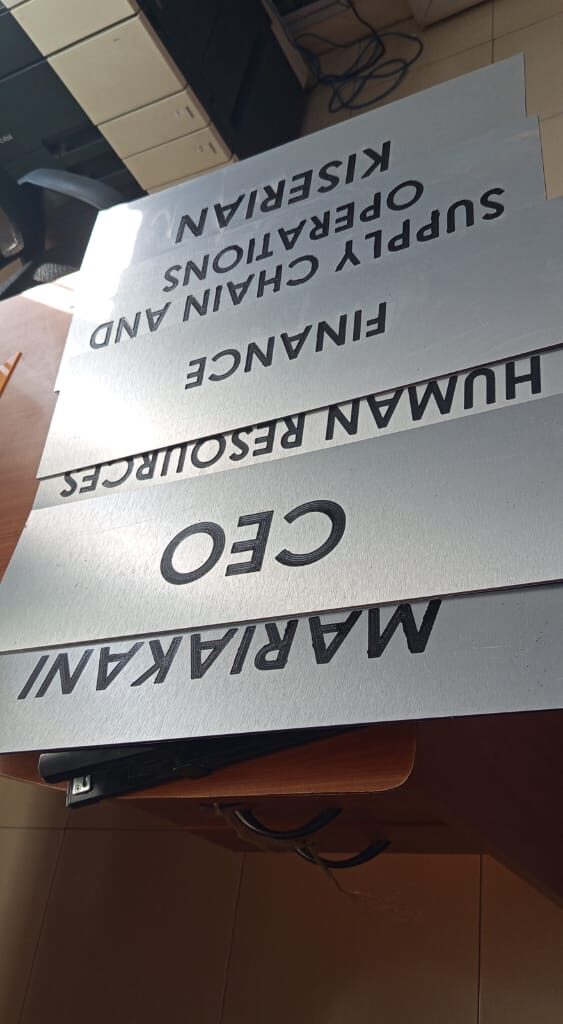 MARIAKANI
CEO
HUMAN RESOURCES
FINANCE
SUPPLY CHAIN AND
OPERATIONS
KISERIAN